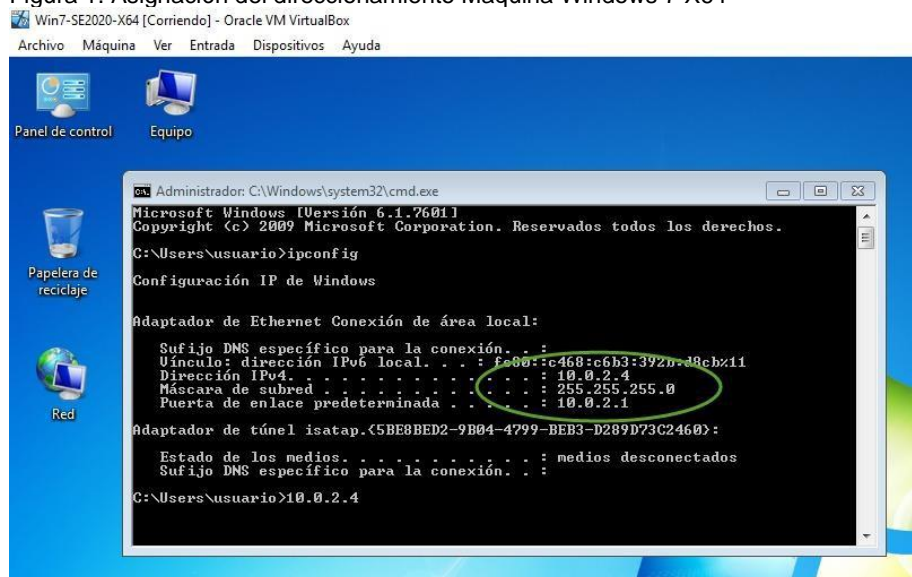 Figura 1. Asignación del direccionamiento Máquina Windows 7 X64
Win7-SE2020-X64 [Corriendo] - Oracle VM VirtualBox
Archivo Máquina Ver Entrada Dispositivos Ayuda
Panel de control
Equipo
Administrador: C:\Windows\system32\cmd.exe
Microsoft Windows [Versión 6.1.7601]
Copyright (c) 2009 Microsoft Corporation. Reservados todos los derechos.
C:\Users\usuario>ipconfig
Configuración IP de Windows
Adaptador de Ethernet Conexión de área local:
Sufijo DNS específico para la conexión. . :
Vínculo: dirección IPv6 local. . . : fe80::c468:c6b3:392b:d8cb%11
Dirección IPv4. . . . . . . . . . . . . . : 10.0.2.4
Máscara de subred . . . . . . . . . . . . : 255.255.255.0
Puerta de enlace predeterminada . . . . . : 10.0.2.1
Adaptador de túnel isatap.{5BE8BED2-9B04-4799-BEB3-D289D73C2460}:
Estado de los medios. . . . . . . . . . . : medios desconectados
Sufijo DNS específico para la conexión. . :
C:\Users\usuario>10.0.2.4
Papelera de
reciclaje
Red